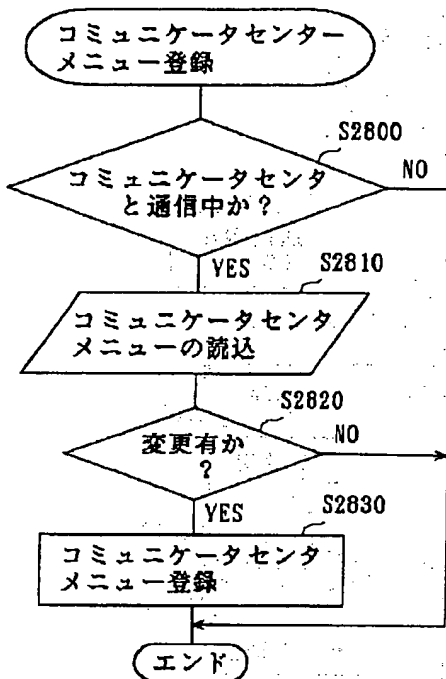 コミュニケータセンター
メニュー登録
S2800
コミュニケータセンタ
と通信中か？
NO
YES
S2810
コミュニケータセンタ
メニューの読込
S2820
変更有か
？
NO
YES
S2830
コミュニケータセンタ
メニュー登録
エンド